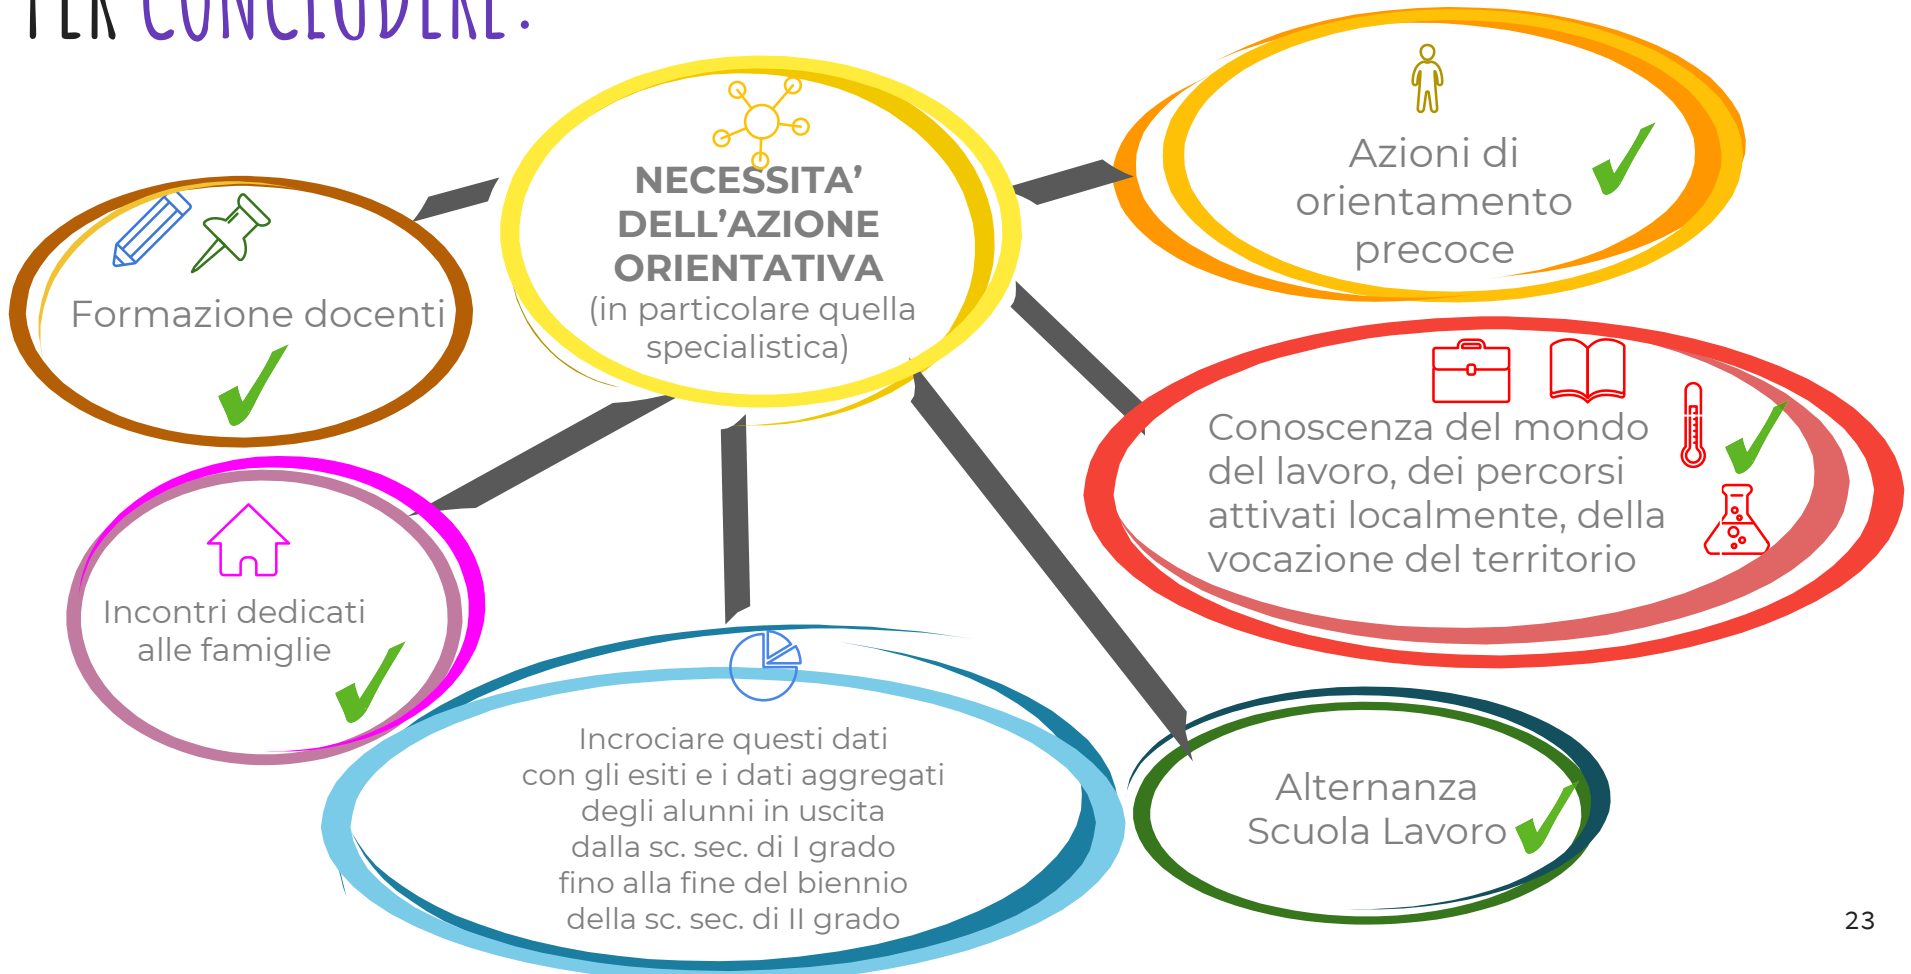 PER CONCLUDERE:
NECESSITA’
DELL’AZIONE
ORIENTATIVA
(in particolare quella
specialistica)
Azioni di
orientamento
precoce
Formazione docenti
Conoscenza del mondo
del lavoro, dei percorsi
attivati localmente, della
vocazione del territorio
Incontri dedicati
alle famiglie
Incrociare questi dati
con gli esiti e i dati aggregati
degli alunni in uscita
dalla sc. sec. di I grado
fino alla fine del biennio
della sc. sec. di II grado
Alternanza
Scuola Lavoro
23